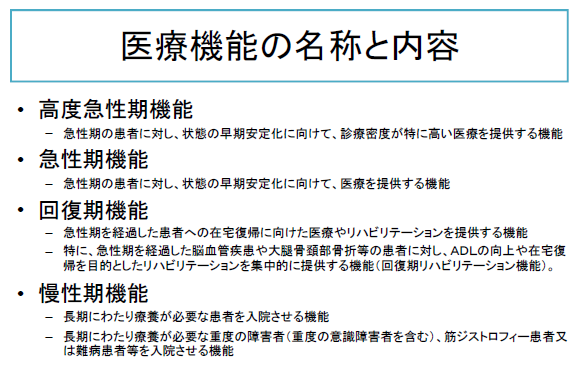 医療機能の名称と内容
• 高度急性期機能
– 急性期の患者に対し、状態の早期安定化に向けて、診療密度が特に高い医療を提供する機能
• 急性期機能
– 急性期の患者に対し、状態の早期安定化に向けて、医療を提供する機能
• 回復期機能
– 急性期を経過した患者への在宅復帰に向けた医療やリハビリテーションを提供する機能
– 特に、急性期を経過した脳血管疾患や大腿骨頚部骨折等の患者に対し、ADLの向上や在宅復
帰を目的としたリハビリテーションを集中的に提供する機能(回復期リハビリテーション機能)。
• 慢性期機能
– 長期にわたり療養が必要な患者を入院させる機能
– 長期にわたり療養が必要な重度の障害者(重度の意識障害者を含む)、筋ジストロフィー患者又
は難病患者等を入院させる機能